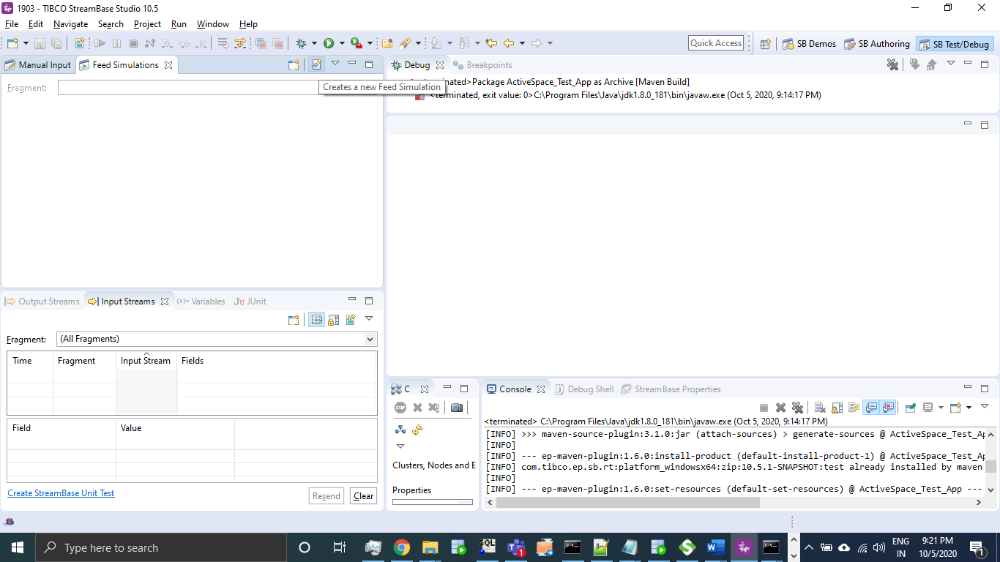 1903 - TIBCO StreamBase Studio 10.5
File Edit Navigate Search Project Run Window Help
Quick Access SB Demos SB Authoring SB Test/Debug
Manual Input Feed Simulations
Fragment:
Creates a new Feed Simulation
Debug Breakpoints
Package ActiveSpace_Test_App as Archive [Maven Build]
<terminated, exit value: 0>C:\Program Files\Java\jdk1.8.0_181\bin\javaw.exe (Oct 5, 2020, 9:14:17 PM)
Output Streams Input Streams (x)= Variables Ju JUnit
Fragment: (All Fragments)
Time Fragment Input Stream Fields
Field Value
Create StreamBase Unit Test Resend Clear
C
STOP
Clusters, Nodes and E
Properties
Console Debug Shell StreamBase Properties
<terminated> C:\Program Files\Java\jdk1.8.0_181\bin\javaw.exe (Oct 5, 2020, 9:14:17 PM)
[INFO] >>> maven-source-plugin:3.1.0:jar (attach-sources) > generate-sources @ ActiveSpace_Test_Ap
[INFO]
[INFO] --- ep-maven-plugin:1.6.0:install-product (default-install-product-1) @ ActiveSpace_Test_Ap
[INFO] com.tibco.ep.sb.rt:platform_windowsx64:zip:10.5.1-SNAPSHOT:test already installed by maven
[INFO]
[INFO] --- ep-maven-plugin:1.6.0:set-resources (default-set-resources) @ ActiveSpace_Test_App ---
Type here to search
ENG
IN
9:21 PM
10/5/2020